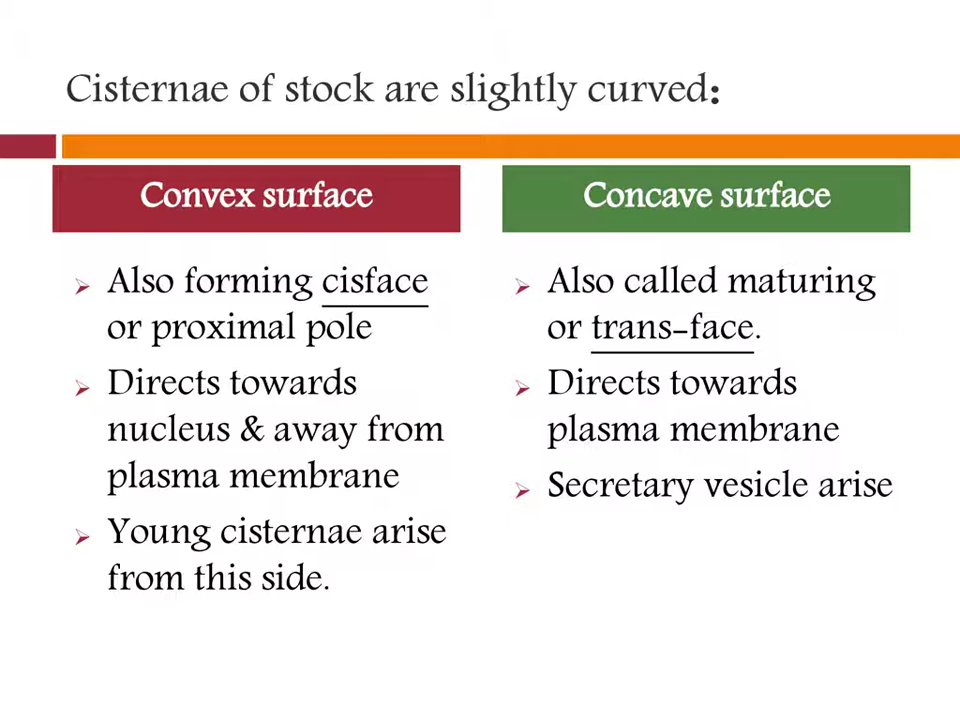 Cisternae of stock are slightly curved:
Convex surface
Also forming cisface
or proximal pole
Directs towards
nucleus & away from
plasma membrane
Young cisternae arise
from this side.
Concave surface
Also called maturing
or trans-face.
Directs towards
plasma membrane
Secretary vesicle arise